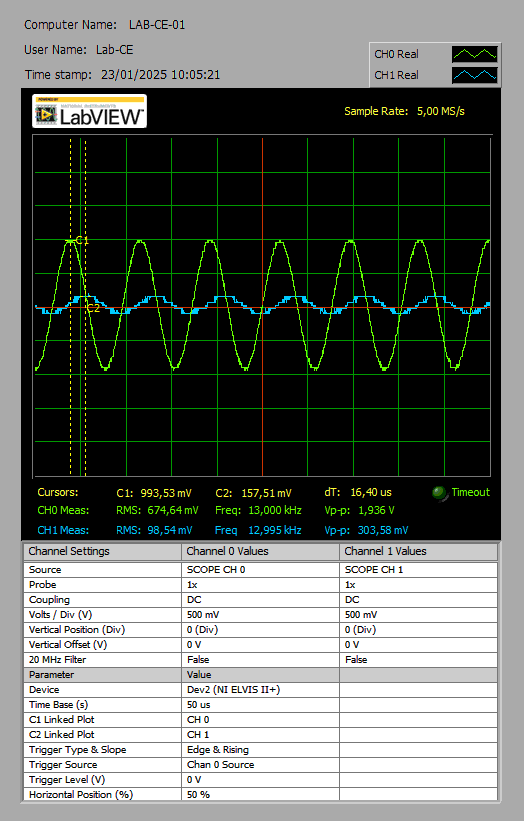 Computer Name: LAB-CE-01
User Name: Lab-CE
Time stamp: 23/01/2025 10:05:21
CH0 Real
CH1 Real
POWERED BY
NATIONAL INSTRUMENTS
LabVIEW™
Sample Rate: 5,00 MS/s
C1
C2
Cursors: C1: 993,53 mV C2: 157,51 mV dT: 16,40 us Timeout
CH0 Meas: RMS: 674,64 mV Freq: 13,000 kHz Vp-p: 1,936 V
CH1 Meas: RMS: 98,54 mV Freq 12,995 kHz Vp-p: 303,58 mV
Channel Settings Channel 0 Values Channel 1 Values
Source SCOPE CH 0 SCOPE CH 1
Probe 1x 1x
Coupling DC DC
Volts / Div (V) 500 mV 500 mV
Vertical Position (Div) 0 (Div) 0 (Div)
Vertical Offset (V) 0 V 0 V
20 MHz Filter False False
Parameter Value
Device Dev2 (NI ELVIS II+)
Time Base (s) 50 us
C1 Linked Plot CH 0
C2 Linked Plot CH 1
Trigger Type & Slope Edge & Rising
Trigger Source Chan 0 Source
Trigger Level (V) 0 V
Horizontal Position (%) 50 %